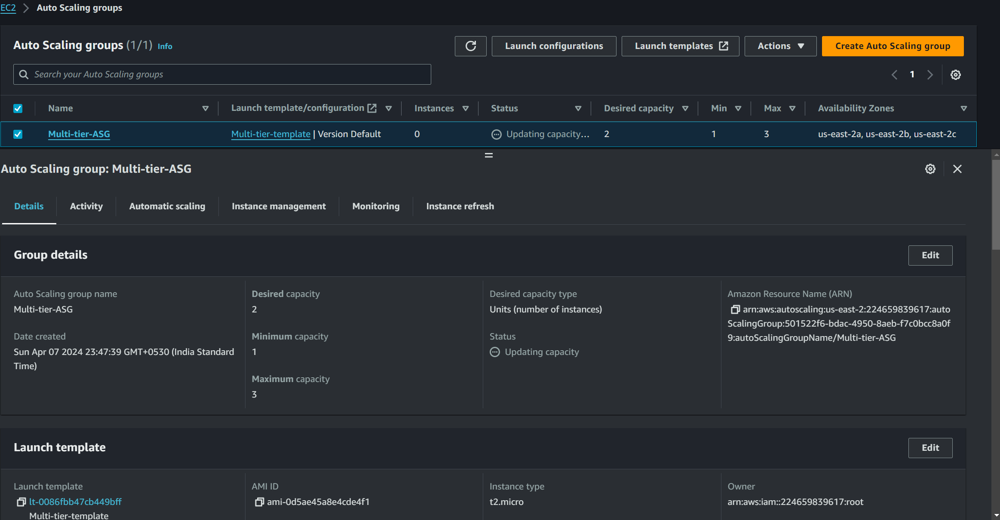 EC2 > Auto Scaling groups
Auto Scaling groups (1/1) Info
Launch configurations
Launch templates
Actions
Create Auto Scaling group
Search your Auto Scaling groups
1
Name Launch template/configuration Instances Status Desired capacity Min Max Availability Zones
Multi-tier-ASG Multi-tier-template | Version Default 0 Updating capacity... 2 1 3 us-east-2a, us-east-2b, us-east-2c
Auto Scaling group: Multi-tier-ASG
Details Activity Automatic scaling Instance management Monitoring Instance refresh
Group details
Edit
Auto Scaling group name
Multi-tier-ASG
Date created
Sun Apr 07 2024 23:47:39 GMT+0530 (India Standard
Time)
Desired capacity
2
Minimum capacity
1
Maximum capacity
3
Desired capacity type
Units (number of instances)
Status
Updating capacity
Amazon Resource Name (ARN)
arn:aws:autoscaling:us-east-2:224659839617:auto
ScalingGroup:501522f6-bdac-4950-8aeb-f7c0bcc8a0f
9:autoScalingGroupName/Multi-tier-ASG
Launch template
Edit
Launch template
lt-0086fbb47cb449bff
Multi-tier-template
AMI ID
ami-0d5ae45a8e4cde4f1
Instance type
t2.micro
Owner
arn:aws:iam::224659839617:root